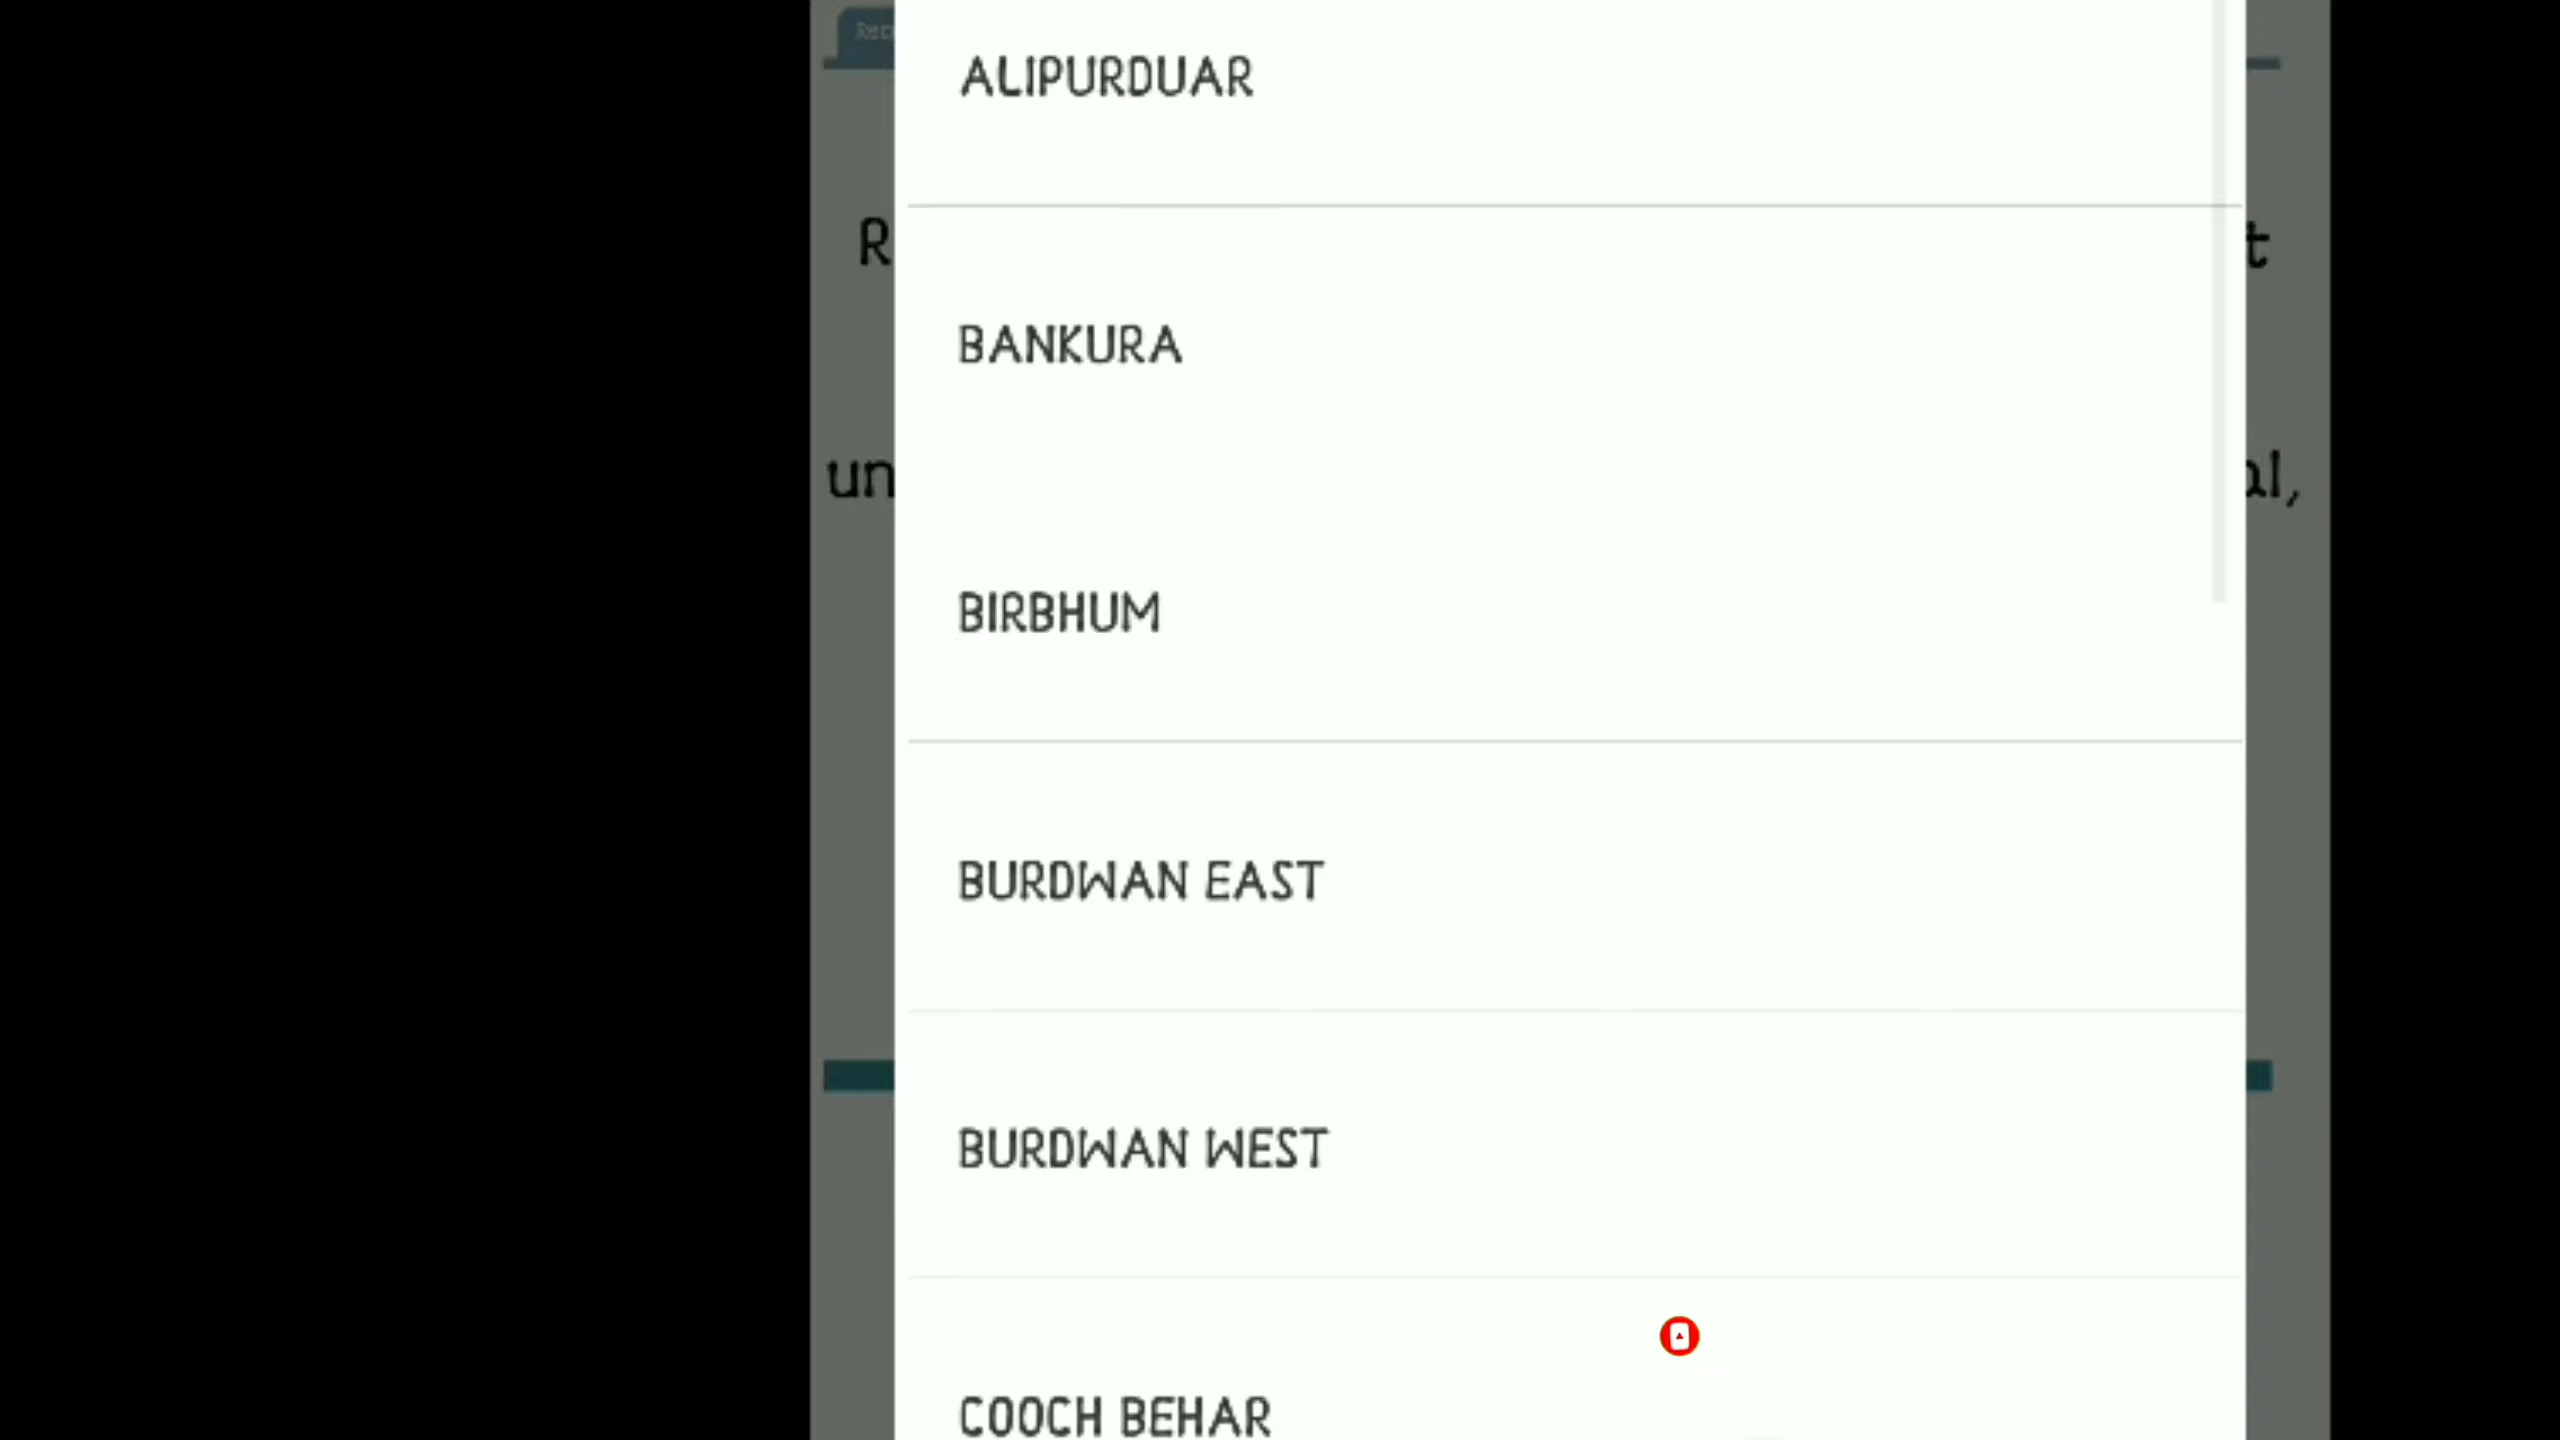 ALIPURDUAR
BANKURA
BIRBHUM
BURDWAN EAST
BURDWAN WEST
COOCH BEHAR